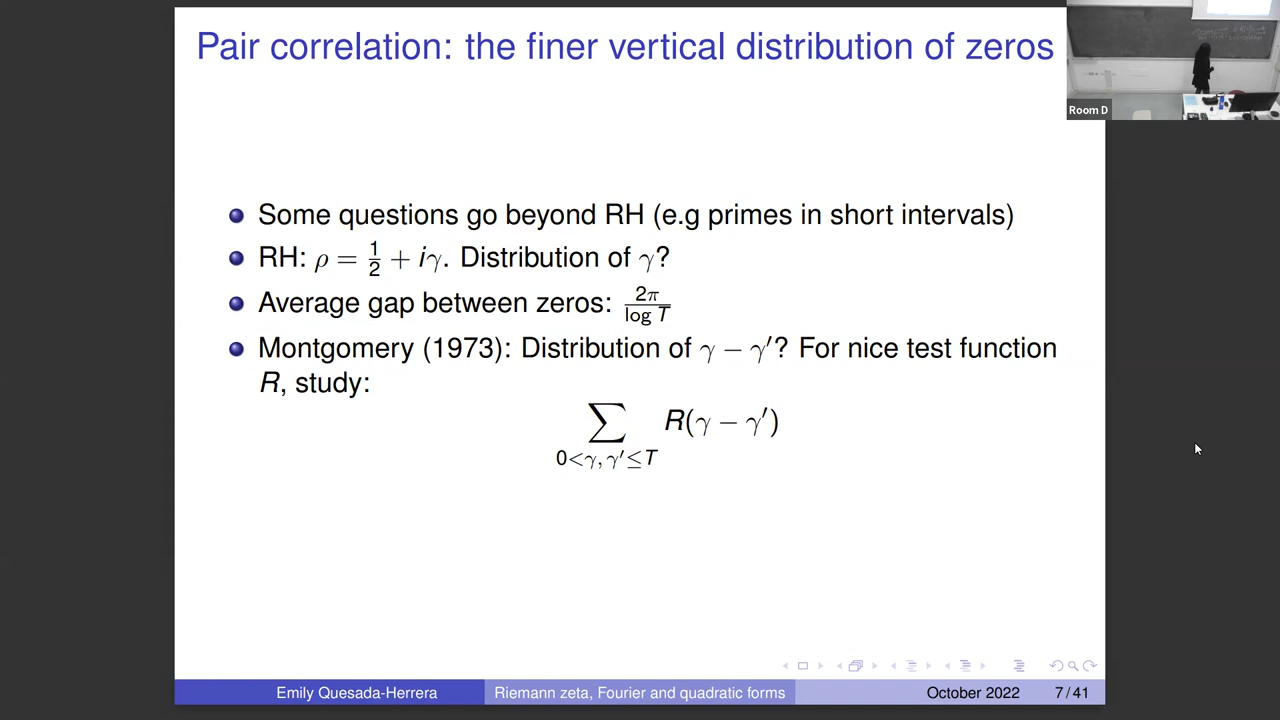 Pair correlation: the finer vertical distribution of zeros
Room D
Some questions go beyond RH (e.g primes in short intervals)
RH: ρ = 1/2 + iγ. Distribution of γ?
Average gap between zeros: 2π / log T
Montgomery (1973): Distribution of γ − γ′? For nice test function
R, study:
∑ R(γ − γ′)
0<γ, γ′≤T
Emily Quesada-Herrera
Riemann zeta, Fourier and quadratic forms
October 2022
7 / 41